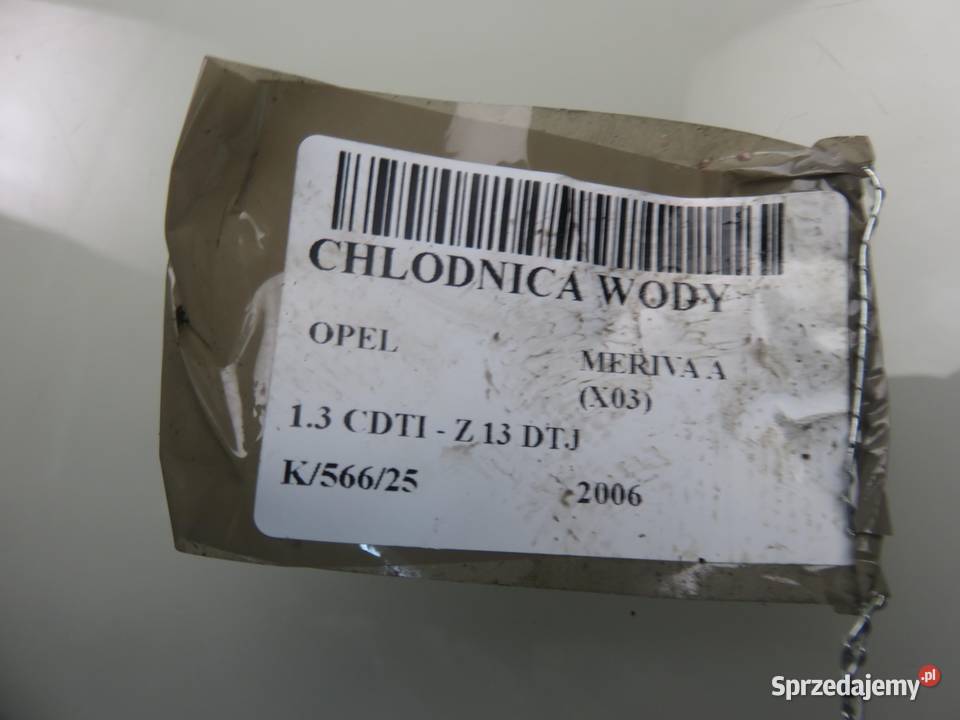 CHLODNICA WODY
OPEL
MERIVA A
(X03)
1.3 CDTI - Z 13 DTJ
K/566/25
2006
Sprzedajemy.pl